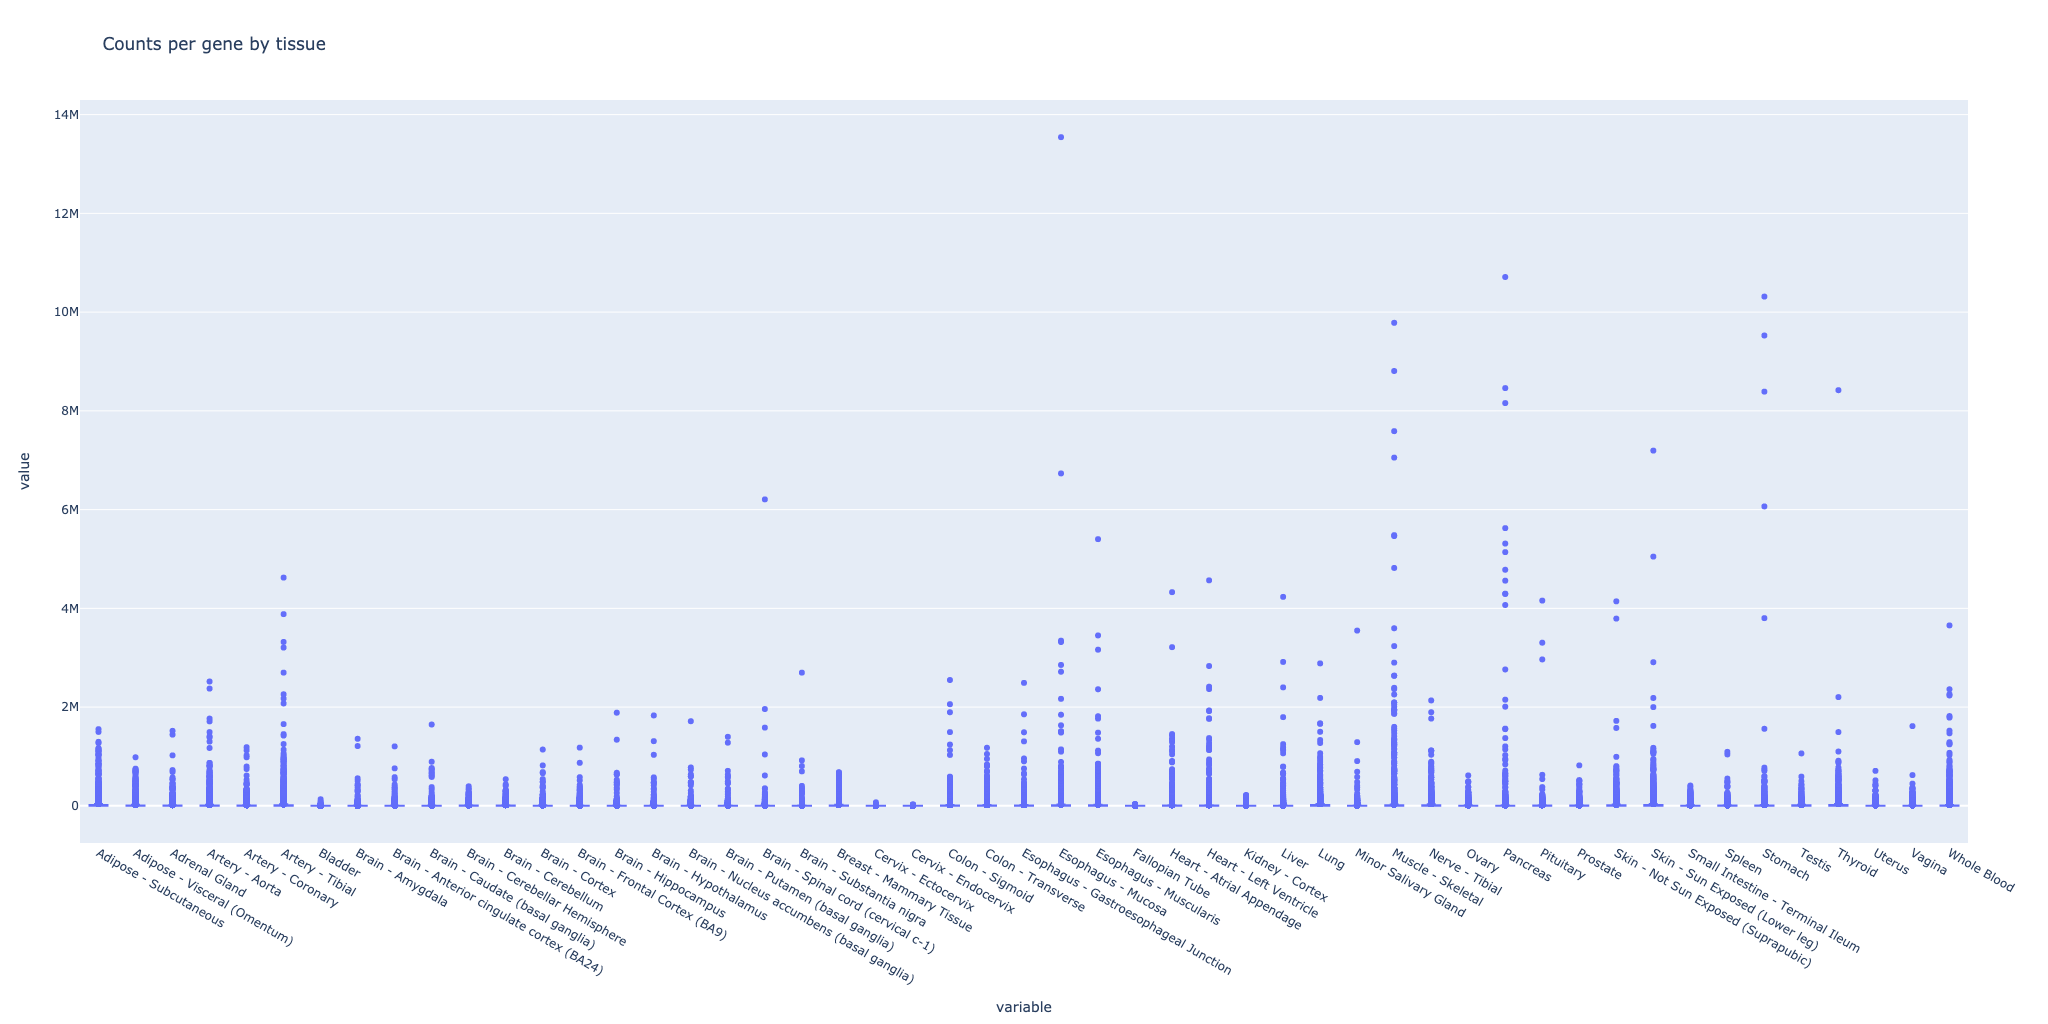 Counts per gene by tissue
14M
12M
10M
8M
6M
4M
2M
0
value
Adipose - Subcutaneous
Adipose - Visceral (Omentum)
Adrenal Gland
Artery - Aorta
Artery - Coronary
Artery - Tibial
Bladder
Brain - Amygdala
Brain - Anterior cingulate cortex (BA24)
Brain - Caudate (basal ganglia)
Brain - Cerebellar Hemisphere
Brain - Cerebellum
Brain - Cortex
Brain - Frontal Cortex (BA9)
Brain - Hippocampus
Brain - Hypothalamus
Brain - Nucleus accumbens (basal ganglia)
Brain - Putamen (basal ganglia)
Brain - Spinal cord (cervical c-1)
Brain - Substantia nigra
Breast - Mammary Tissue
Cervix - Ectocervix
Cervix - Endocervix
Colon - Sigmoid
Colon - Transverse
Esophagus - Gastroesophageal Junction
Esophagus - Mucosa
Esophagus - Muscularis
Fallopian Tube
Heart - Atrial Appendage
Heart - Left Ventricle
Kidney - Cortex
Liver
Lung
Minor Salivary Gland
Muscle - Skeletal
Nerve - Tibial
Ovary
Pancreas
Pituitary
Prostate
Skin - Not Sun Exposed (Suprapubic)
Skin - Sun Exposed (Lower leg)
Small Intestine - Terminal Ileum
Spleen
Stomach
Testis
Thyroid
Uterus
Vagina
Whole Blood
variable